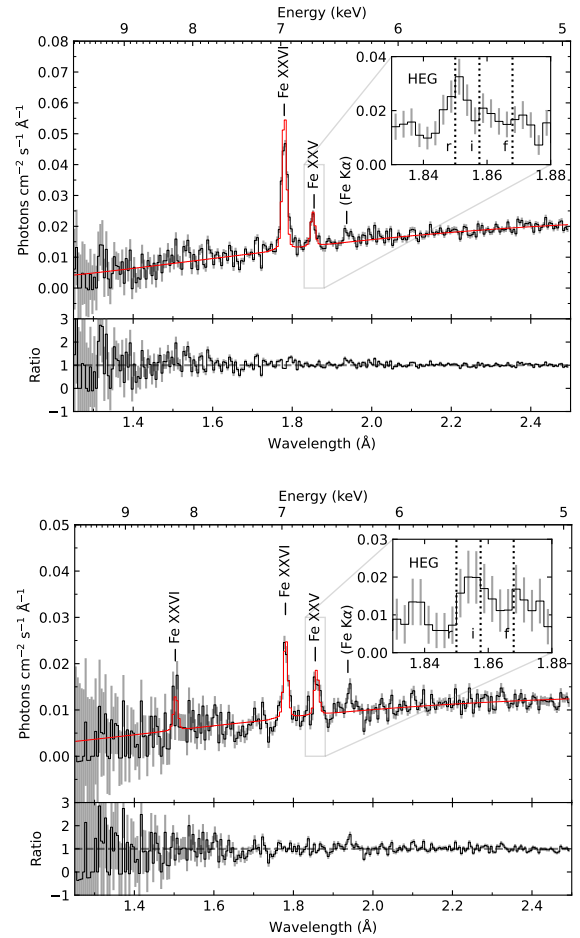 Energy (keV)
9 8 7 6 5
0.08
0.07
0.06
0.05
0.04
0.03
0.02
0.01
0.00
Photons cm⁻² s⁻¹ Å⁻¹
Fe XXVI
Fe XXV
(Fe Kα)
HEG
0.04
0.02
0.00
r i f
1.84 1.86 1.88
3
2
1
0
−1
Ratio
1.4 1.6 1.8 2.0 2.2 2.4
Wavelength (Å)
Energy (keV)
9 8 7 6 5
0.05
0.04
0.03
0.02
0.01
0.00
Photons cm⁻² s⁻¹ Å⁻¹
Fe XXVI
Fe XXVI
Fe XXV
(Fe Kα)
HEG
0.03
0.02
0.01
0.00
r i f
1.84 1.86 1.88
3
2
1
0
−1
Ratio
1.4 1.6 1.8 2.0 2.2 2.4
Wavelength (Å)